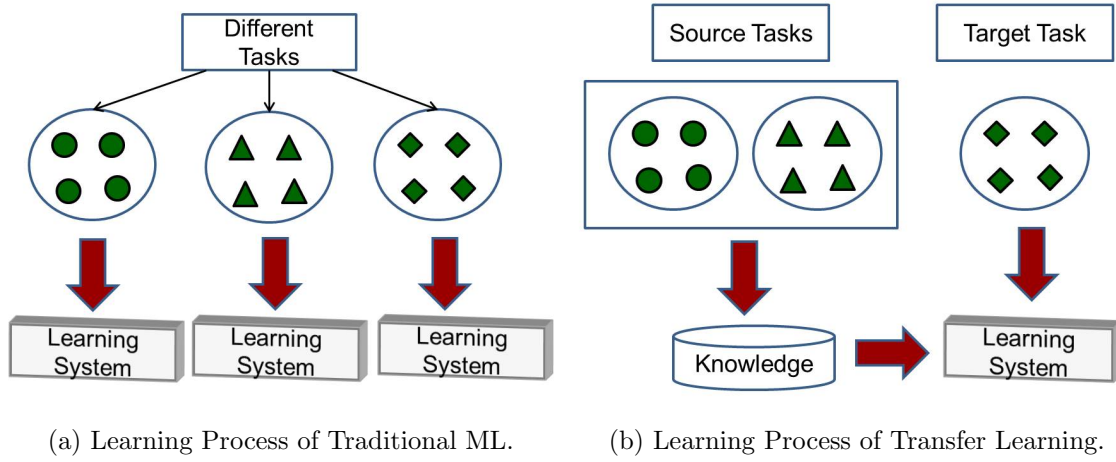 Different
Tasks
Learning
System
Learning
System
Learning
System
(a) Learning Process of Traditional ML.
Source Tasks
Target Task
Knowledge
Learning
System
(b) Learning Process of Transfer Learning.